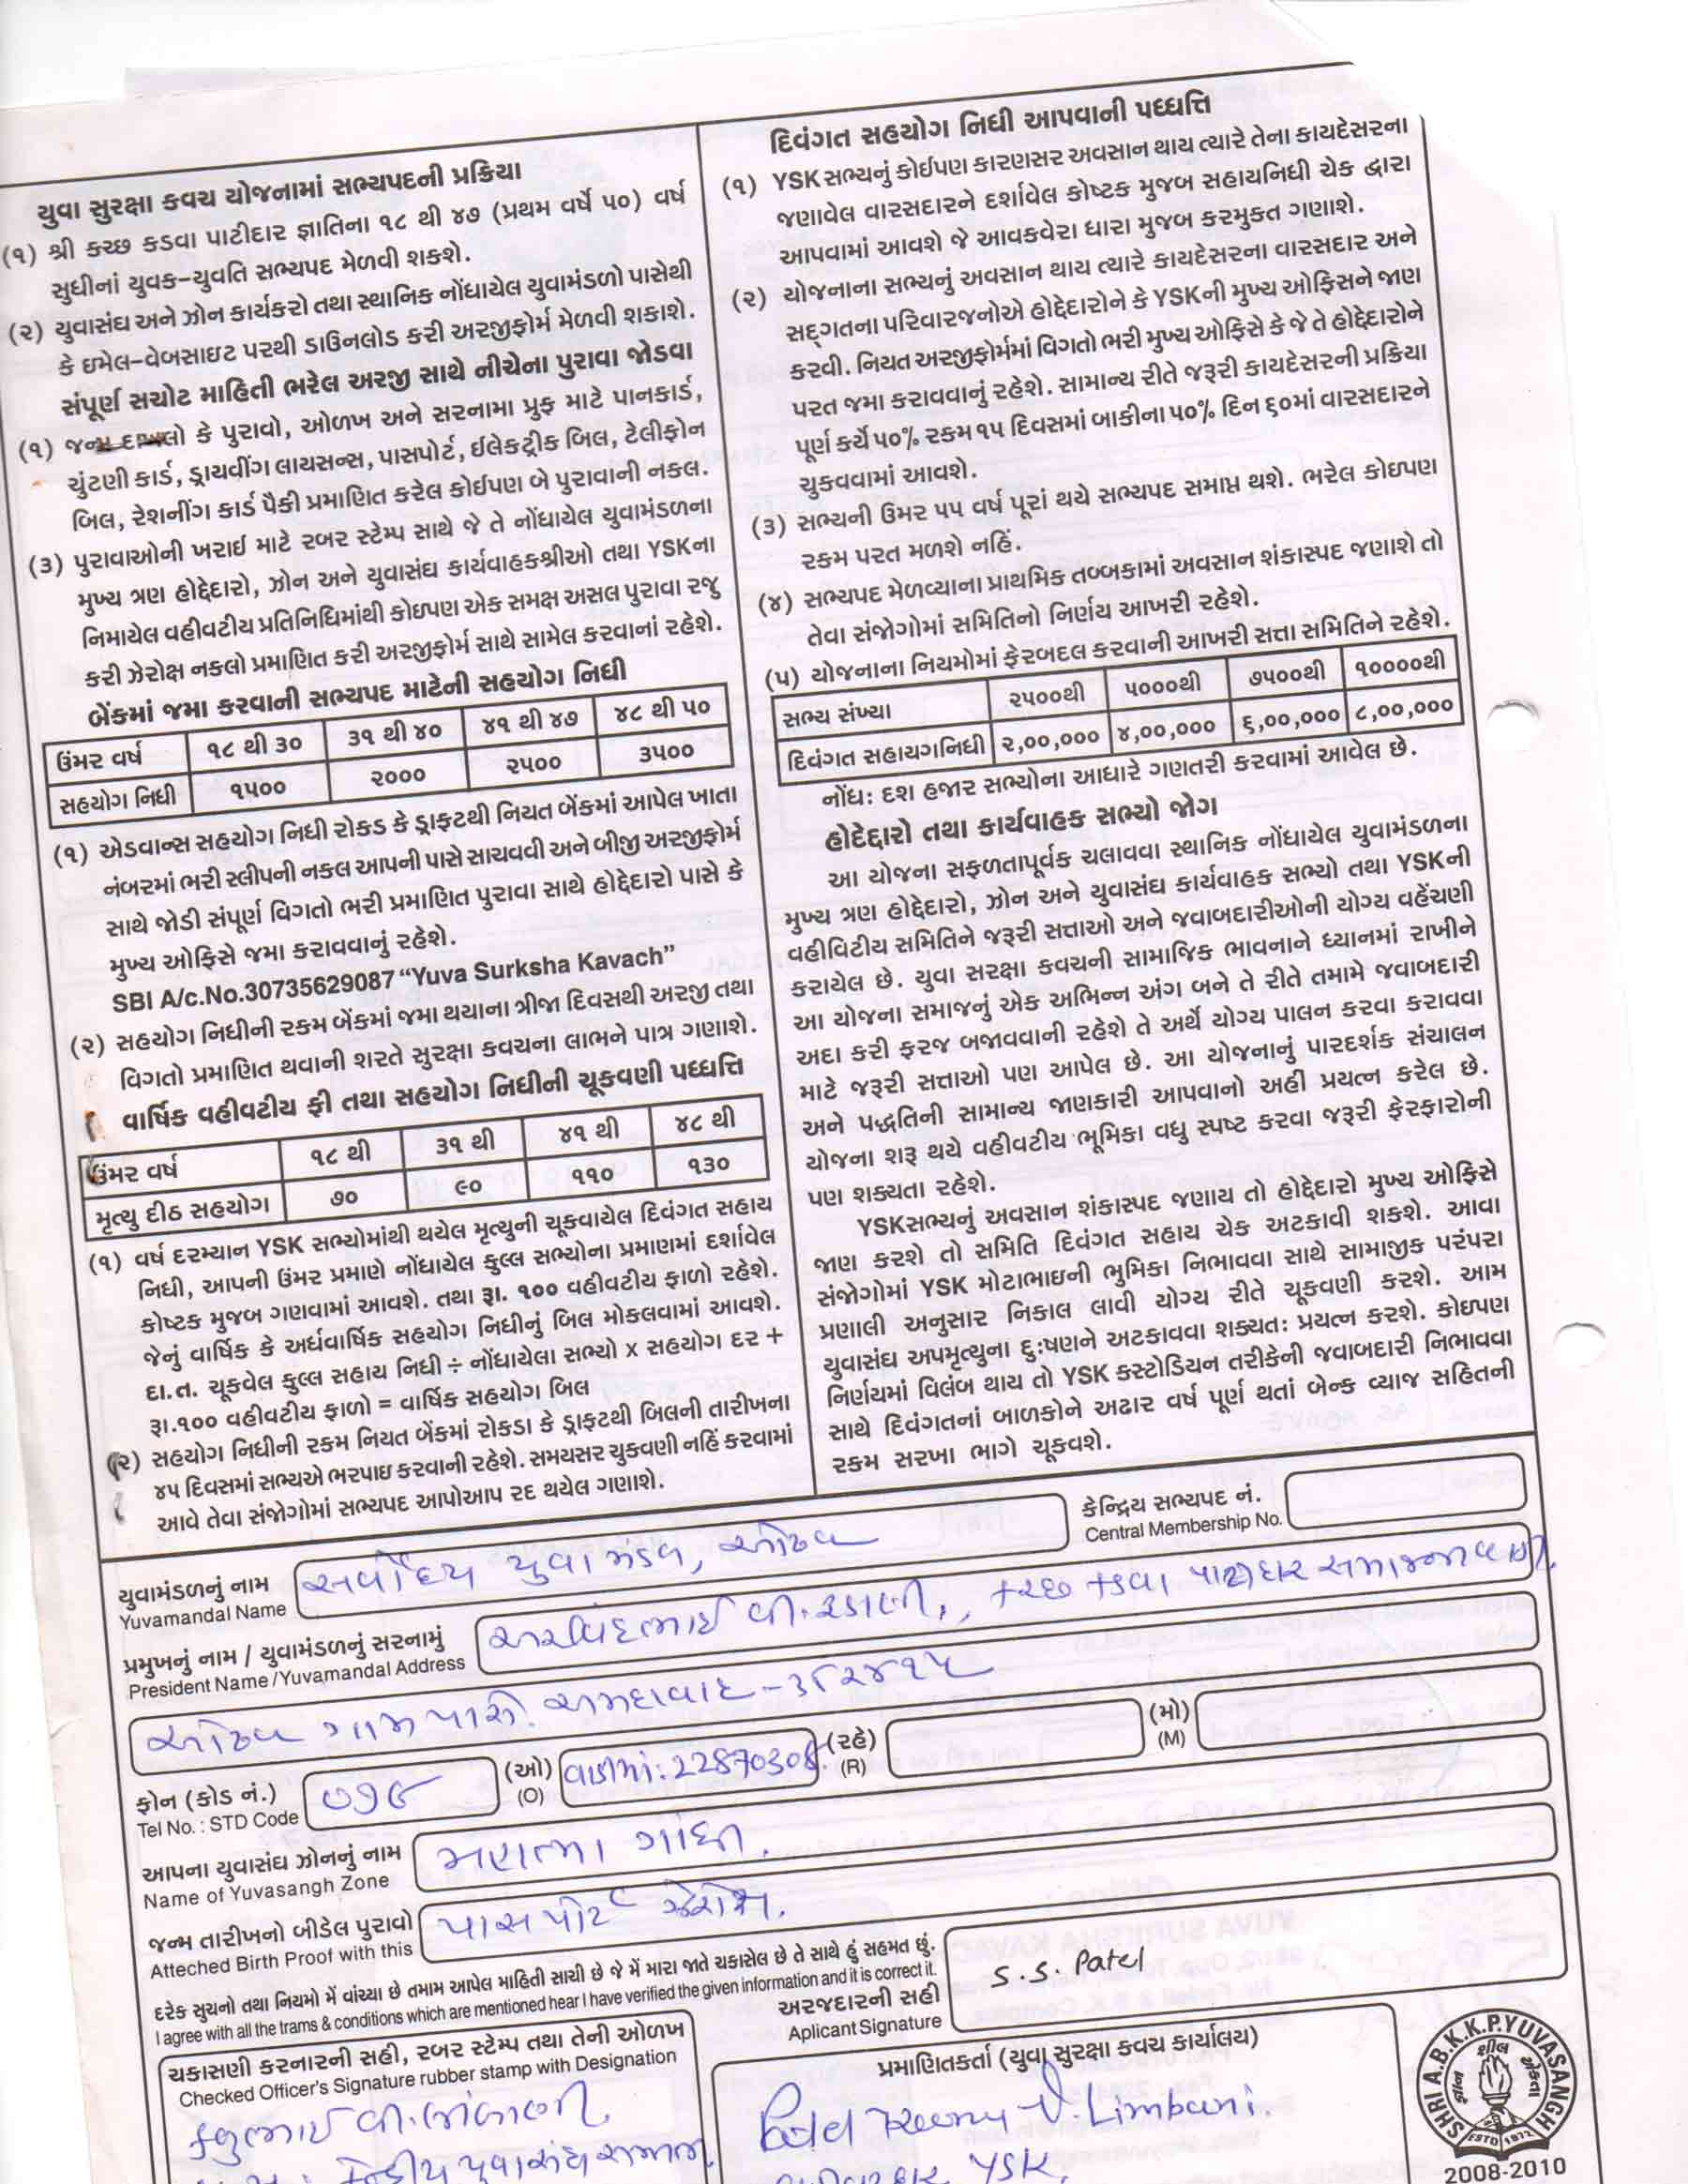 યુવા સુરક્ષા કવચ યોજનામાં સભ્યપદની પ્રક્રિયા
(૧) શ્રી કચ્છ કડવા પાટીદાર જ્ઞાતિના ૧૮ થી ૪૭ (પ્રથમ વર્ષે ૫૦) વર્ષ
સુધીનાં યુવક–યુવતિ સભ્યપદ મેળવી શકશે.
(૨) યુવાસંઘ અને ઝોન કાર્યકરો તથા સ્થાનિક નોંધાયેલ યુવામંડળો પાસેથી
કે ઇમેલ–વેબસાઇટ પરથી ડાઉનલોડ કરી અરજીફોર્મ મેળવી શકાશે.
સંપૂર્ણ સચોટ માહિતી ભરેલ અરજી સાથે નીચેના પુરાવા જોડવા
(૧) જન્મ દાખલો કે પુરાવો, ઓળખ અને સરનામા પ્રુફ માટે પાનકાર્ડ,
ચુંટણી કાર્ડ, ડ્રાયવીંગ લાયસન્સ, પાસપોર્ટ, ઈલેકટ્રીક બિલ, ટેલીફોન
બિલ, રેશનીંગ કાર્ડ પૈકી પ્રમાણિત કરેલ કોઈપણ બે પુરાવાની નકલ.
(૩) પુરાવાઓની ખરાઈ માટે રબર સ્ટેમ્પ સાથે જે તે નોંધાયેલ યુવામંડળના
મુખ્ય ત્રણ હોદ્દેદારો, ઝોન અને યુવાસંઘ કાર્યવાહકશ્રીઓ તથા YSKના
નિમાયેલ વહીવટીય પ્રતિનિધિમાંથી કોઇપણ એક સમક્ષ અસલ પુરાવા રજુ
કરી ઝેરોક્ષ નકલો પ્રમાણિત કરી અરજીફોર્મ સાથે સામેલ કરવાનાં રહેશે.
બેંકમાં જમા કરવાની સભ્યપદ માટેની સહયોગ નિધી
ઉંમર વર્ષ ૧૮ થી ૩૦ ૩૧ થી ૪૦ ૪૧ થી ૪૭ ૪૮ થી ૫૦
સહયોગ નિધી ૧૫૦૦ ૨૦૦૦ ૨૫૦૦ ૩૫૦૦
(૧) એડવાન્સ સહયોગ નિધી રોકડ કે ડ્રાફ્ટથી નિયત બેંકમાં આપેલ ખાતા
નંબરમાં ભરી સ્લીપની નકલ આપની પાસે સાચવવી અને બીજી અરજીફોર્મ
સાથે જોડી સંપૂર્ણ વિગતો ભરી પ્રમાણિત પુરાવા સાથે હોદ્દેદારો પાસે કે
મુખ્ય ઓફિસે જમા કરાવવાનું રહેશે.
SBI A/c.No.30735629087 “Yuva Surksha Kavach”
(૨) સહયોગ નિધીની રકમ બેંકમાં જમા થયાના ત્રીજા દિવસથી અરજી તથા
વિગતો પ્રમાણિત થવાની શરતે સુરક્ષા કવચના લાભને પાત્ર ગણાશે.
વાર્ષિક વહીવટીય ફી તથા સહયોગ નિધીની ચૂકવણી પધ્ધતિ
ઉંમર વર્ષ ૧૮ થી ૩૧ થી ૪૧ થી ૪૮ થી
મૃત્યુ દીઠ સહયોગ ૭૦ ૯૦ ૧૧૦ ૧૩૦
(૧) વર્ષ દરમ્યાન YSK સભ્યોમાંથી થયેલ મૃત્યુની ચૂકવાયેલ દિવંગત સહાય
નિધી, આપની ઉંમર પ્રમાણે નોંધાયેલ કુલ્લ સભ્યોના પ્રમાણમાં દર્શાવેલ
કોષ્ટક મુજબ ગણવામાં આવશે. તથા રૂા. ૧૦૦ વહીવટીય ફાળો રહેશે.
જેનું વાર્ષિક કે અર્ધવાર્ષિક સહયોગ નિધીનું બિલ મોકલવામાં આવશે.
દા.ત. ચૂકવેલ કુલ્લ સહાય નિધી ÷ નોંધાયેલા સભ્યો x સહયોગ દર +
રૂા.૧૦૦ વહીવટીય ફાળો = વાર્ષિક સહયોગ બિલ
(૨) સહયોગ નિધીની રકમ નિયત બેંકમાં રોકડા કે ડ્રાફ્ટથી બિલની તારીખના
૪૫ દિવસમાં સભ્યએ ભરપાઇ કરવાની રહેશે. સમયસર ચુકવણી નહિં કરવામાં
આવે તેવા સંજોગોમાં સભ્યપદ આપોઆપ રદ થયેલ ગણાશે.
દિવંગત સહયોગ નિધી આપવાની પધ્ધતિ
(૧) YSK સભ્યનું કોઈપણ કારણસર અવસાન થાય ત્યારે તેના કાયદેસરના
જણાવેલ વારસદારને દર્શાવેલ કોષ્ટક મુજબ સહાયનિધી ચેક દ્વારા
આપવામાં આવશે જે આવકવેરા ધારા મુજબ કરમુક્ત ગણાશે.
(૨) યોજનાના સભ્યનું અવસાન થાય ત્યારે કાયદેસરના વારસદાર અને
સદ્ગતના પરિવારજનોએ હોદ્દેદારોને કે YSKની મુખ્ય ઓફિસને જાણ
કરવી. નિયત અરજીફોર્મમાં વિગતો ભરી મુખ્ય ઓફિસે કે જે તે હોદ્દેદારોને
પરત જમા કરાવવાનું રહેશે. સામાન્ય રીતે જરૂરી કાયદેસરની પ્રક્રિયા
પૂર્ણ કર્યે ૫૦% રકમ ૧૫ દિવસમાં બાકીના ૫૦% દિન ૬૦માં વારસદારને
ચુકવવામાં આવશે.
(૩) સભ્યની ઉંમર ૫૫ વર્ષ પૂરાં થયે સભ્યપદ સમાપ્ત થશે. ભરેલ કોઇપણ
રકમ પરત મળશે નહિં.
(૪) સભ્યપદ મેળવ્યાના પ્રાથમિક તબ્બકામાં અવસાન શંકાસ્પદ જણાશે તો
તેવા સંજોગોમાં સમિતિનો નિર્ણય આખરી રહેશે.
(૫) યોજનાના નિયમોમાં ફેરબદલ કરવાની આખરી સત્તા સમિતિને રહેશે.
સભ્ય સંખ્યા ૨૫૦૦થી ૫૦૦૦થી ૭૫૦૦થી ૧૦૦૦૦થી
દિવંગત સહાયગનિધી ૨,૦૦,૦૦૦ ૪,૦૦,૦૦૦ ૬,૦૦,૦૦૦ ૮,૦૦,૦૦૦
નોંધઃ દશ હજાર સભ્યોના આધારે ગણતરી કરવામાં આવેલ છે.
હોદેદ્દારો તથા કાર્યવાહક સભ્યો જોગ
આ યોજના સફળતાપૂર્વક ચલાવવા સ્થાનિક નોંધાયેલ યુવામંડળના
મુખ્ય ત્રણ હોદ્દેદારો, ઝોન અને યુવાસંઘ કાર્યવાહક સભ્યો તથા YSKની
વહીવિટીય સમિતિને જરૂરી સત્તાઓ અને જવાબદારીઓની યોગ્ય વહેંચણી
કરાયેલ છે. યુવા સરક્ષા કવચની સામાજિક ભાવનાને ધ્યાનમાં રાખીને
આ યોજના સમાજનું એક અભિન્ન અંગ બને તે રીતે તમામે જવાબદારી
અદા કરી ફરજ બજાવવાની રહેશે તે અર્થે યોગ્ય પાલન કરવા કરાવવા
માટે જરૂરી સત્તાઓ પણ આપેલ છે. આ યોજનાનું પારદર્શક સંચાલન
અને પદ્ધતિની સામાન્ય જાણકારી આપવાનો અહીં પ્રયત્ન કરેલ છે.
યોજના શરૂ થયે વહીવટીય ભૂમિકા વધુ સ્પષ્ટ કરવા જરૂરી ફેરફારોની
પણ શક્યતા રહેશે.
YSKસભ્યનું અવસાન શંકાસ્પદ જણાય તો હોદ્દેદારો મુખ્ય ઓફિસે
જાણ કરશે તો સમિતિ દિવંગત સહાય ચેક અટકાવી શકશે. આવા
સંજોગોમાં YSK મોટાભાઇની ભુમિકા નિભાવવા સાથે સામાજીક પરંપરા
પ્રણાલી અનુસાર નિકાલ લાવી યોગ્ય રીતે ચૂકવણી કરશે. આમ
યુવાસંઘ અપમૃત્યુના દુઃષણને અટકાવવા શક્યતઃ પ્રયત્ન કરશે. કોઇપણ
નિર્ણયમાં વિલંબ થાય તો YSK કસ્ટોડિયન તરીકેની જવાબદારી નિભાવવા
સાથે દિવંગતનાં બાળકોને અઢાર વર્ષ પૂર્ણ થતાં બેન્ક વ્યાજ સહિતની
રકમ સરખા ભાગે ચૂકવશે.
કેન્દ્રિય સભ્યપદ નં.
Central Membership No.
યુવામંડળનું નામ સર્વોદય યુવા મંડળ, ઓઢવ
Yuvamandal Name
પ્રમુખનું નામ / યુવામંડળનું સરનામું અરવિંદભાઈ વી. રડાણી, કચ્છ કડવા પાટીદાર સમાજવાડી
President Name/Yuvamandal Address
ઓઢવ ગામ પાસે. અમદાવાદ - ૩૮૨૪૧૫
ફોન (કોડ નં.) ૦૭૯ (ઓ) વાડીમાં: 22870308 (રહે) (મો)
Tel No. : STD Code (O) (R) (M)
આપના યુવાસંઘ ઝોનનું નામ મહાત્મા ગાંધી.
Name of Yuvasangh Zone
જન્મ તારીખનો બીડેલ પુરાવો પાસપોર્ટ ઝેરોક્ષ.
Atteched Birth Proof with this
દરેક સુચનો તથા નિયમો મેં વાંચ્યા છે તમામ આપેલ માહિતી સાચી છે જે મેં મારા જાતે ચકાસેલ છે તે સાથે હું સહમત છું.
I agree with all the trams & conditions which are mentioned hear I have verified the given information and it is correct it.
અરજદારની સહી S.S. Patel
Aplicant Signature
ચકાસણી કરનારની સહી, રબર સ્ટેમ્પ તથા તેની ઓળખ
Checked Officer's Signature rubber stamp with Designation
વી. લીંબાણી
કેન્દ્રીય યુવાસંઘ સમાજ
પ્રમાણિતકર્તા (યુવા સુરક્ષા કવચ કાર્યાલય)
Patel V. Limbani.
YSK.
SHRI A.B.K.K.P. YUVASANGH
શીલ
એકતા
ESTD 1972
2008-2010